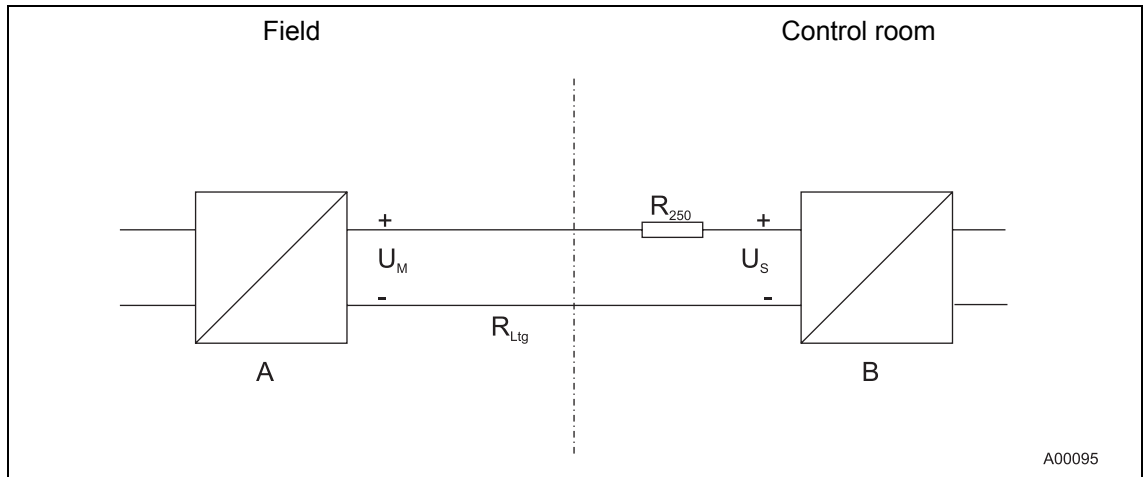 Field Control room
R250
+ +
UM US
- -
RLtg
A B
A00095